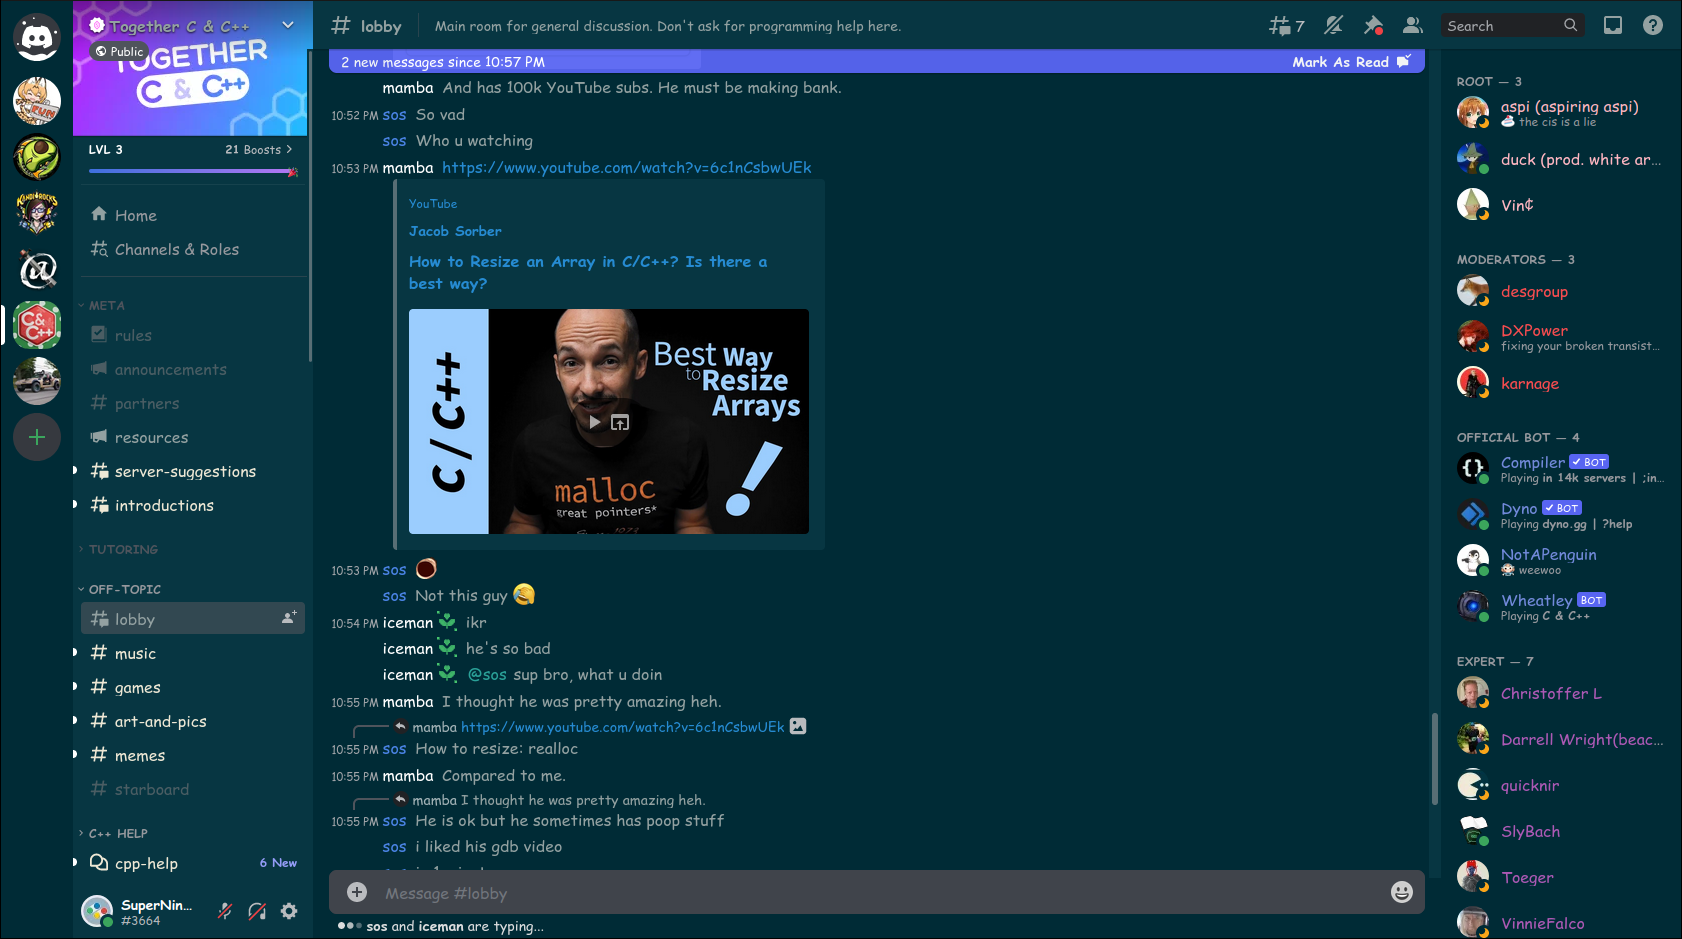 Together C & C++
Public
TOGETHER
C & C++
LVL 3
21 Boosts
Home
Channels & Roles
META
rules
announcements
partners
resources
server-suggestions
introductions
TUTORING
OFF-TOPIC
lobby
music
games
art-and-pics
memes
starboard
C++ HELP
cpp-help
6 New
SuperNin...
#3664
lobby
Main room for general discussion. Don't ask for programming help here.
7
Search
2 new messages since 10:57 PM
Mark As Read
mamba And has 100k YouTube subs. He must be making bank.
10:52 PM sos So vad
sos Who u watching
10:53 PM mamba https://www.youtube.com/watch?v=6c1nCsbwUEk
YouTube
Jacob Sorber
How to Resize an Array in C/C++? Is there a
best way?
C/C++
Best Way
to Resize
Arrays
!
malloc
great pointers*
10:53 PM sos
sos Not this guy 😂
10:54 PM iceman ikr
iceman he's so bad
iceman @sos sup bro, what u doin
10:55 PM mamba I thought he was pretty amazing heh.
mamba https://www.youtube.com/watch?v=6c1nCsbwUEk
10:55 PM sos How to resize: realloc
10:55 PM mamba Compared to me.
mamba I thought he was pretty amazing heh.
10:55 PM sos He is ok but he sometimes has poop stuff
sos i liked his gdb video
Message #lobby
sos and iceman are typing...
ROOT — 3
aspi (aspiring aspi)
the cis is a lie
duck (prod. white ar...
Vin¢
MODERATORS — 3
desgroup
DXPower
fixing your broken transist...
karnage
OFFICIAL BOT — 4
Compiler ✓ BOT
Playing in 14k servers | ;in...
Dyno ✓ BOT
Playing dyno.gg | ?help
NotAPenguin
weewoo
Wheatley BOT
Playing C & C++
EXPERT — 7
Christoffer L
Darrell Wright(beac...
quicknir
SlyBach
Toeger
VinnieFalco